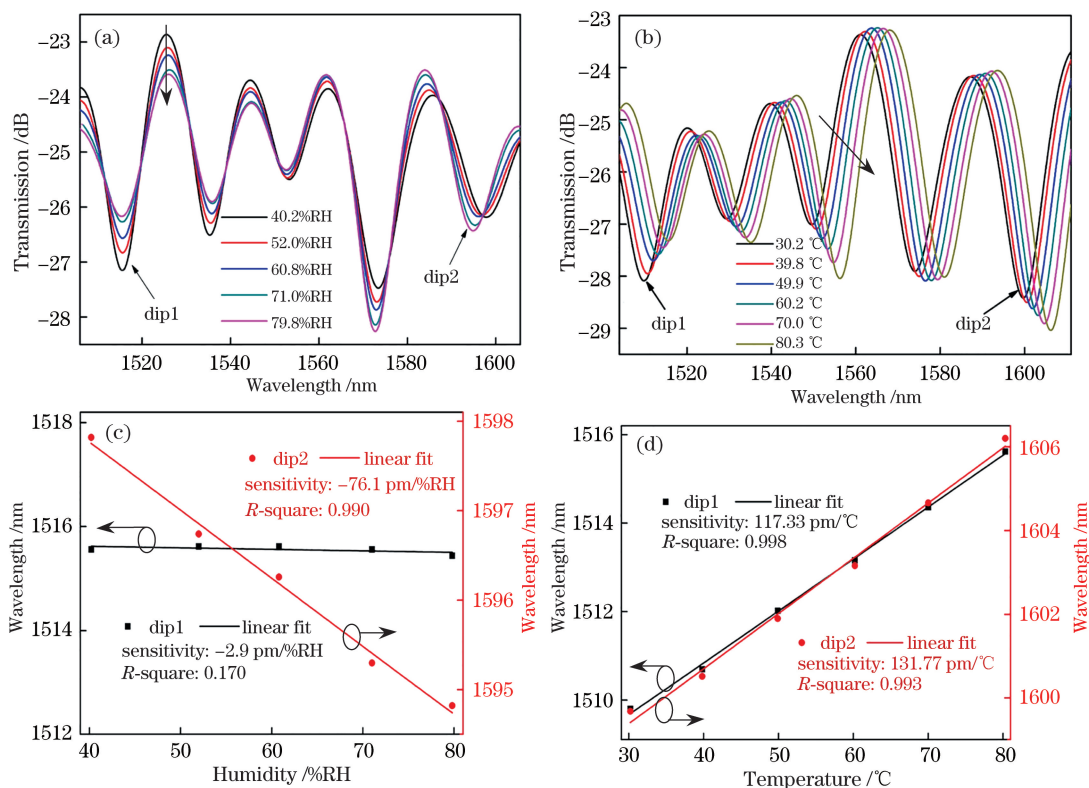 (a)
Transmission /dB
−23
−24
−25
−26
−27
−28
40.2%RH
52.0%RH
60.8%RH
71.0%RH
79.8%RH
dip1
dip2
1520 1540 1560 1580 1600
Wavelength /nm
(b)
Transmission /dB
−23
−24
−25
−26
−27
−28
−29
30.2 ℃
39.8 ℃
49.9 ℃
60.2 ℃
70.0 ℃
80.3 ℃
dip1
dip2
1520 1540 1560 1580 1600
Wavelength /nm
(c)
Wavelength /nm
1518
1516
1514
1512
dip2 linear fit
sensitivity: −76.1 pm/%RH
R-square: 0.990
dip1 linear fit
sensitivity: −2.9 pm/%RH
R-square: 0.170
1598
1597
1596
1595
Wavelength /nm
40 50 60 70 80
Humidity /%RH
(d)
Wavelength /nm
1516
1514
1512
1510
dip1 linear fit
sensitivity: 117.33 pm/℃
R-square: 0.998
dip2 linear fit
sensitivity: 131.77 pm/℃
R-square: 0.993
1606
1604
1602
1600
Wavelength /nm
30 40 50 60 70 80
Temperature /℃